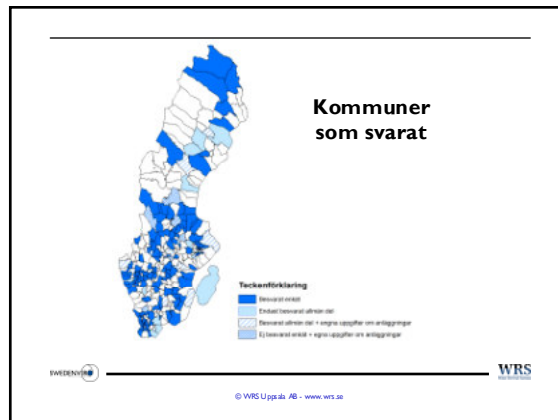 Kommuner
som svarat
Teckenförklaring
Besvarat enkät
Endast besvarat allmän del
Besvarat allmän del + engna uppgifter om anläggningar
Ej besvarat enkät + egna uppgifter om anläggningar
SWEDENVIRO
WRS
© WRS Uppsala AB - www.wrs.se